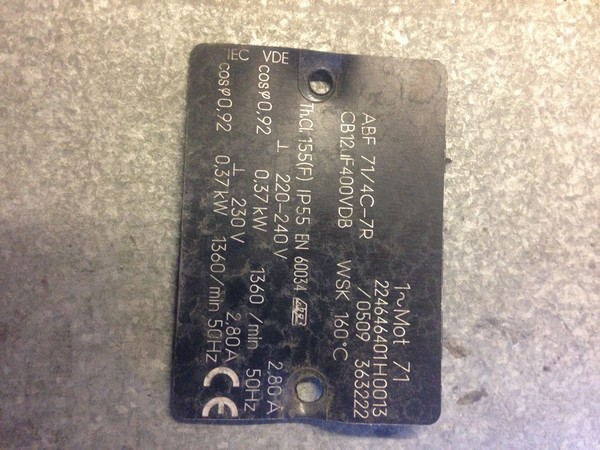 ABF 71/4C-7R 1~Mot 71
224646401H0013
CB12µF400VDB WSK 160°C /0509 363222
Th.Cl. 155(F) IP55 EN 60034
IEC VDE
⊥ 220-240V 2,80A
cosφ0,92 0,37kW 1360 /min 50Hz
⊥ 230V 2,80A
cosφ0,92 0,37kW 1360/min 50Hz
CE